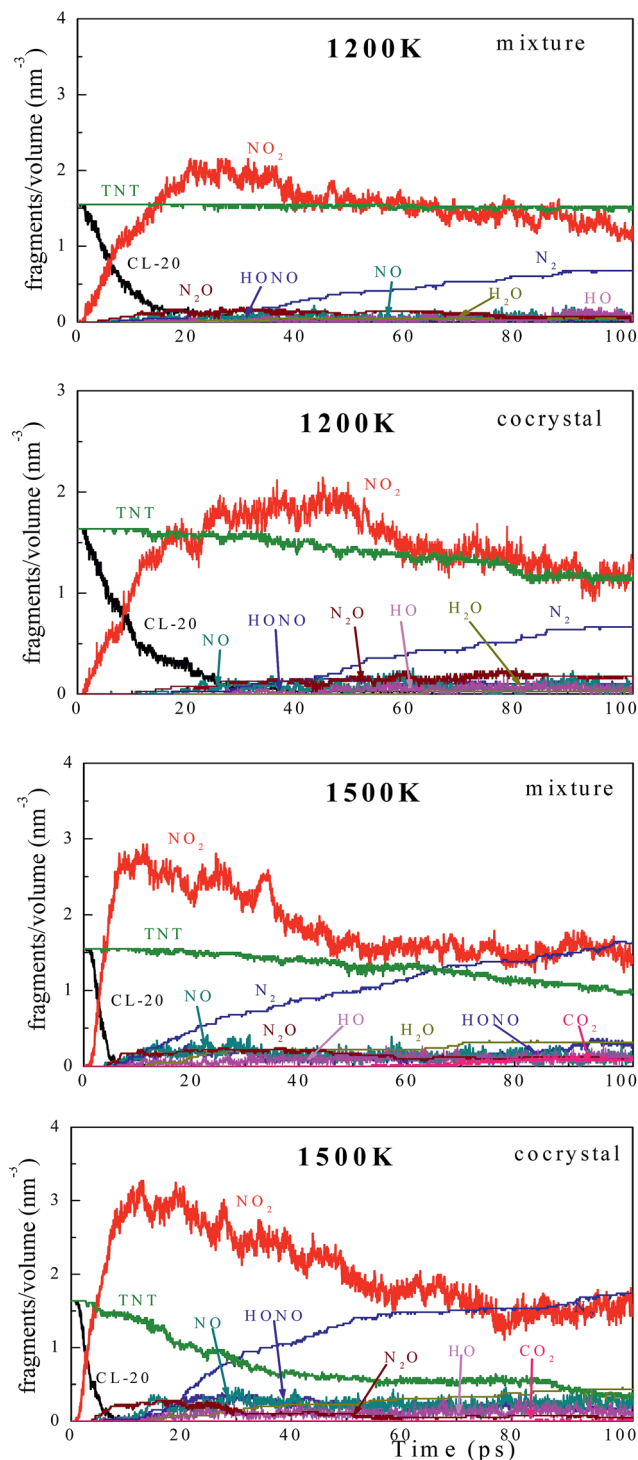 1200K mixture
fragments/volume (nm⁻³)
4
3
2
1
0
NO₂
TNT
CL-20
N₂O
HONO
NO
H₂O
N₂
HO
0 20 40 60 80 100
1200K cocrystal
fragments/volume (nm⁻³)
3
2
1
0
NO₂
TNT
CL-20
NO
HONO
N₂O
HO
H₂O
N₂
0 20 40 60 80 100
1500K mixture
fragments/volume (nm⁻³)
4
3
2
1
0
NO₂
TNT
CL-20
NO
N₂
N₂O
HO
H₂O
HONO
CO₂
0 20 40 60 80 100
1500K cocrystal
fragments/volume (nm⁻³)
4
3
2
1
0
NO₂
TNT
CL-20
NO
HONO
N₂O
HO
CO₂
N₂
0 20 40 60 80 100
Time (ps)